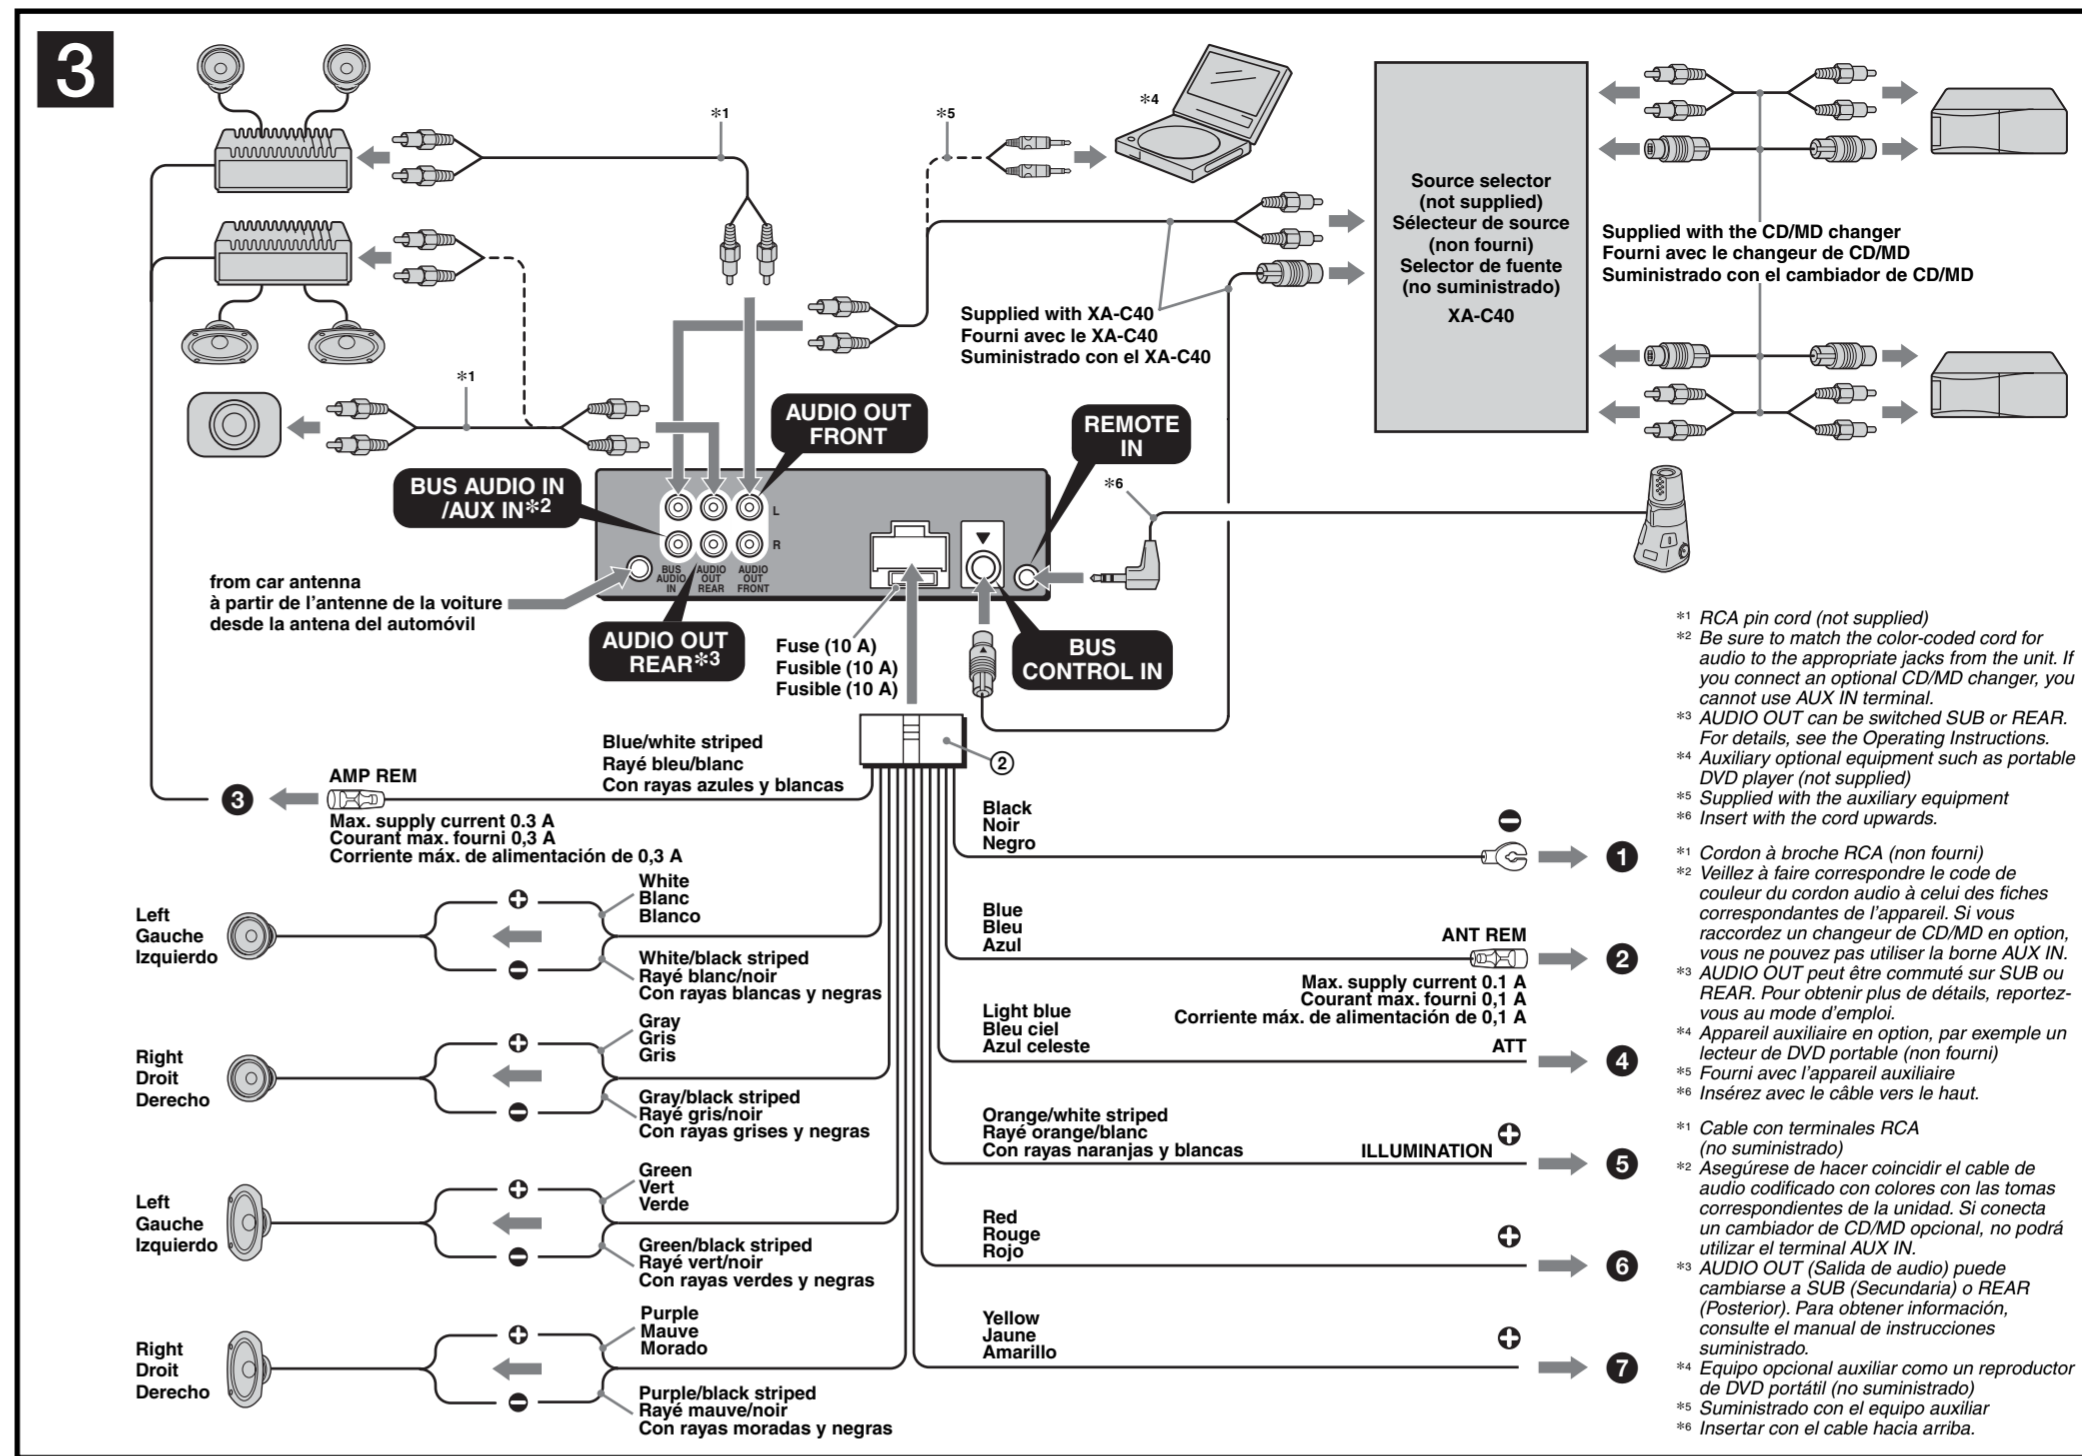 3
*1
*5
*4
Source selector
(not supplied)
Sélecteur de source
(non fourni)
Selector de fuente
(no suministrado)
XA-C40
Supplied with the CD/MD changer
Fourni avec le changeur de CD/MD
Suministrado con el cambiador de CD/MD
Supplied with XA-C40
Fourni avec le XA-C40
Suministrado con el XA-C40
*1
AUDIO OUT
FRONT
REMOTE
IN
BUS AUDIO IN
/AUX IN*2
*6
L
R
BUS
AUDIO
IN
AUDIO
OUT
REAR
AUDIO
OUT
FRONT
from car antenna
à partir de l'antenne de la voiture
desde la antena del automóvil
AUDIO OUT
REAR*3
Fuse (10 A)
Fusible (10 A)
Fusible (10 A)
BUS
CONTROL IN
2
Blue/white striped
Rayé bleu/blanc
Con rayas azules y blancas
AMP REM
3
Max. supply current 0.3 A
Courant max. fourni 0,3 A
Corriente máx. de alimentación de 0,3 A
Left
Gauche
Izquierdo
+
−
White
Blanc
Blanco
White/black striped
Rayé blanc/noir
Con rayas blancas y negras
Right
Droit
Derecho
+
−
Gray
Gris
Gris
Gray/black striped
Rayé gris/noir
Con rayas grises y negras
Left
Gauche
Izquierdo
+
−
Green
Vert
Verde
Green/black striped
Rayé vert/noir
Con rayas verdes y negras
Right
Droit
Derecho
+
−
Purple
Mauve
Morado
Purple/black striped
Rayé mauve/noir
Con rayas moradas y negras
Black
Noir
Negro
−
1
Blue
Bleu
Azul
ANT REM
2
Max. supply current 0.1 A
Courant max. fourni 0,1 A
Corriente máx. de alimentación de 0,1 A
Light blue
Bleu ciel
Azul celeste
ATT
4
Orange/white striped
Rayé orange/blanc
Con rayas naranjas y blancas
ILLUMINATION
+
5
Red
Rouge
Rojo
+
6
Yellow
Jaune
Amarillo
+
7
*1 RCA pin cord (not supplied)
*2 Be sure to match the color-coded cord for
audio to the appropriate jacks from the unit. If
you connect an optional CD/MD changer, you
cannot use AUX IN terminal.
*3 AUDIO OUT can be switched SUB or REAR.
For details, see the Operating Instructions.
*4 Auxiliary optional equipment such as portable
DVD player (not supplied)
*5 Supplied with the auxiliary equipment
*6 Insert with the cord upwards.
*1 Cordon à broche RCA (non fourni)
*2 Veillez à faire correspondre le code de
couleur du cordon audio à celui des fiches
correspondantes de l'appareil. Si vous
raccordez un changeur de CD/MD en option,
vous ne pouvez pas utiliser la borne AUX IN.
*3 AUDIO OUT peut être commuté sur SUB ou
REAR. Pour obtenir plus de détails, reportez-
vous au mode d'emploi.
*4 Appareil auxiliaire en option, par exemple un
lecteur de DVD portable (non fourni)
*5 Fourni avec l'appareil auxiliaire
*6 Insérez avec le câble vers le haut.
*1 Cable con terminales RCA
(no suministrado)
*2 Asegúrese de hacer coincidir el cable de
audio codificado con colores con las tomas
correspondientes de la unidad. Si conecta
un cambiador de CD/MD opcional, no podrá
utilizar el terminal AUX IN.
*3 AUDIO OUT (Salida de audio) puede
cambiarse a SUB (Secundaria) o REAR
(Posterior). Para obtener información,
consulte el manual de instrucciones
suministrado.
*4 Equipo opcional auxiliar como un reproductor
de DVD portátil (no suministrado)
*5 Suministrado con el equipo auxiliar
*6 Insertar con el cable hacia arriba.